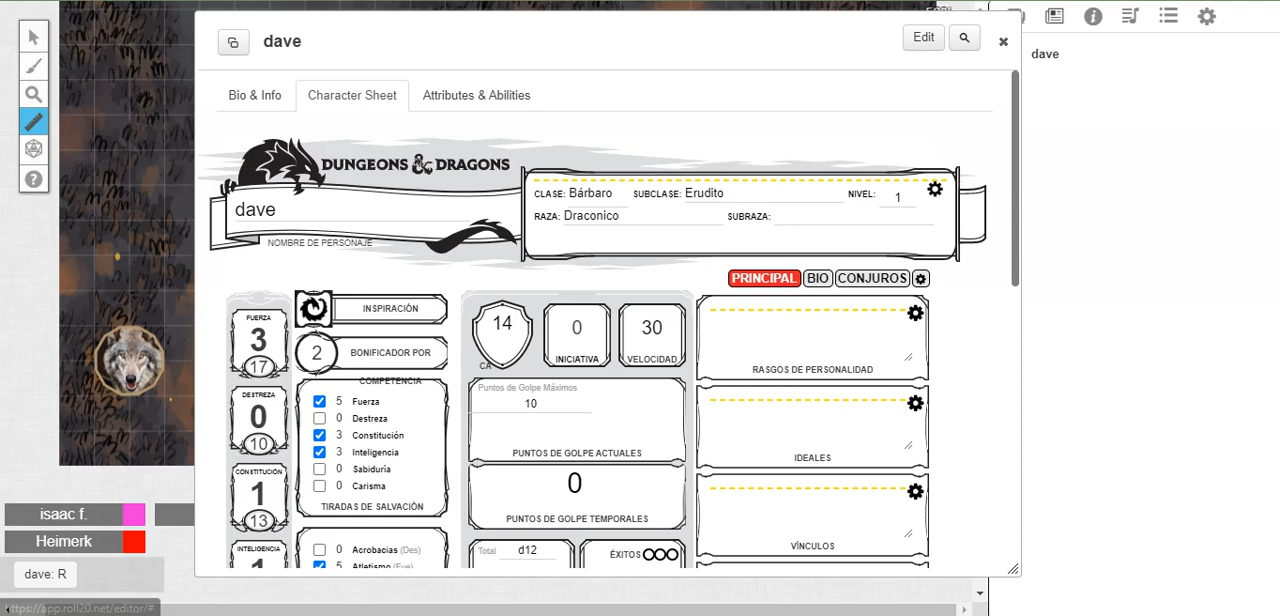 dave
Edit
Bio & Info
Character Sheet
Attributes & Abilities
dave
DUNGEONS & DRAGONS
dave
NOMBRE DE PERSONAJE
CLASE: Bárbaro SUBCLASE: Erudito NIVEL: 1
RAZA: Draconico SUBRAZA:
PRINCIPAL BIO CONJUROS
FUERZA
3
17
DESTREZA
0
10
CONSTITUCIÓN
1
13
INTELIGENCIA
INSPIRACIÓN
2 BONIFICADOR POR
COMPETENCIA
5 Fuerza
0 Destreza
3 Constitución
3 Inteligencia
0 Sabiduría
0 Carisma
TIRADAS DE SALVACIÓN
0 Acrobacias (Des)
5 Atletismo (Fue)
14
CA
0
INICIATIVA
30
VELOCIDAD
Puntos de Golpe Máximos
10
PUNTOS DE GOLPE ACTUALES
0
PUNTOS DE GOLPE TEMPORALES
Total d12
ÉXITOS
RASGOS DE PERSONALIDAD
IDEALES
VÍNCULOS
isaac f.
Heimerk
dave: R
https://app.roll20.net/editor/#